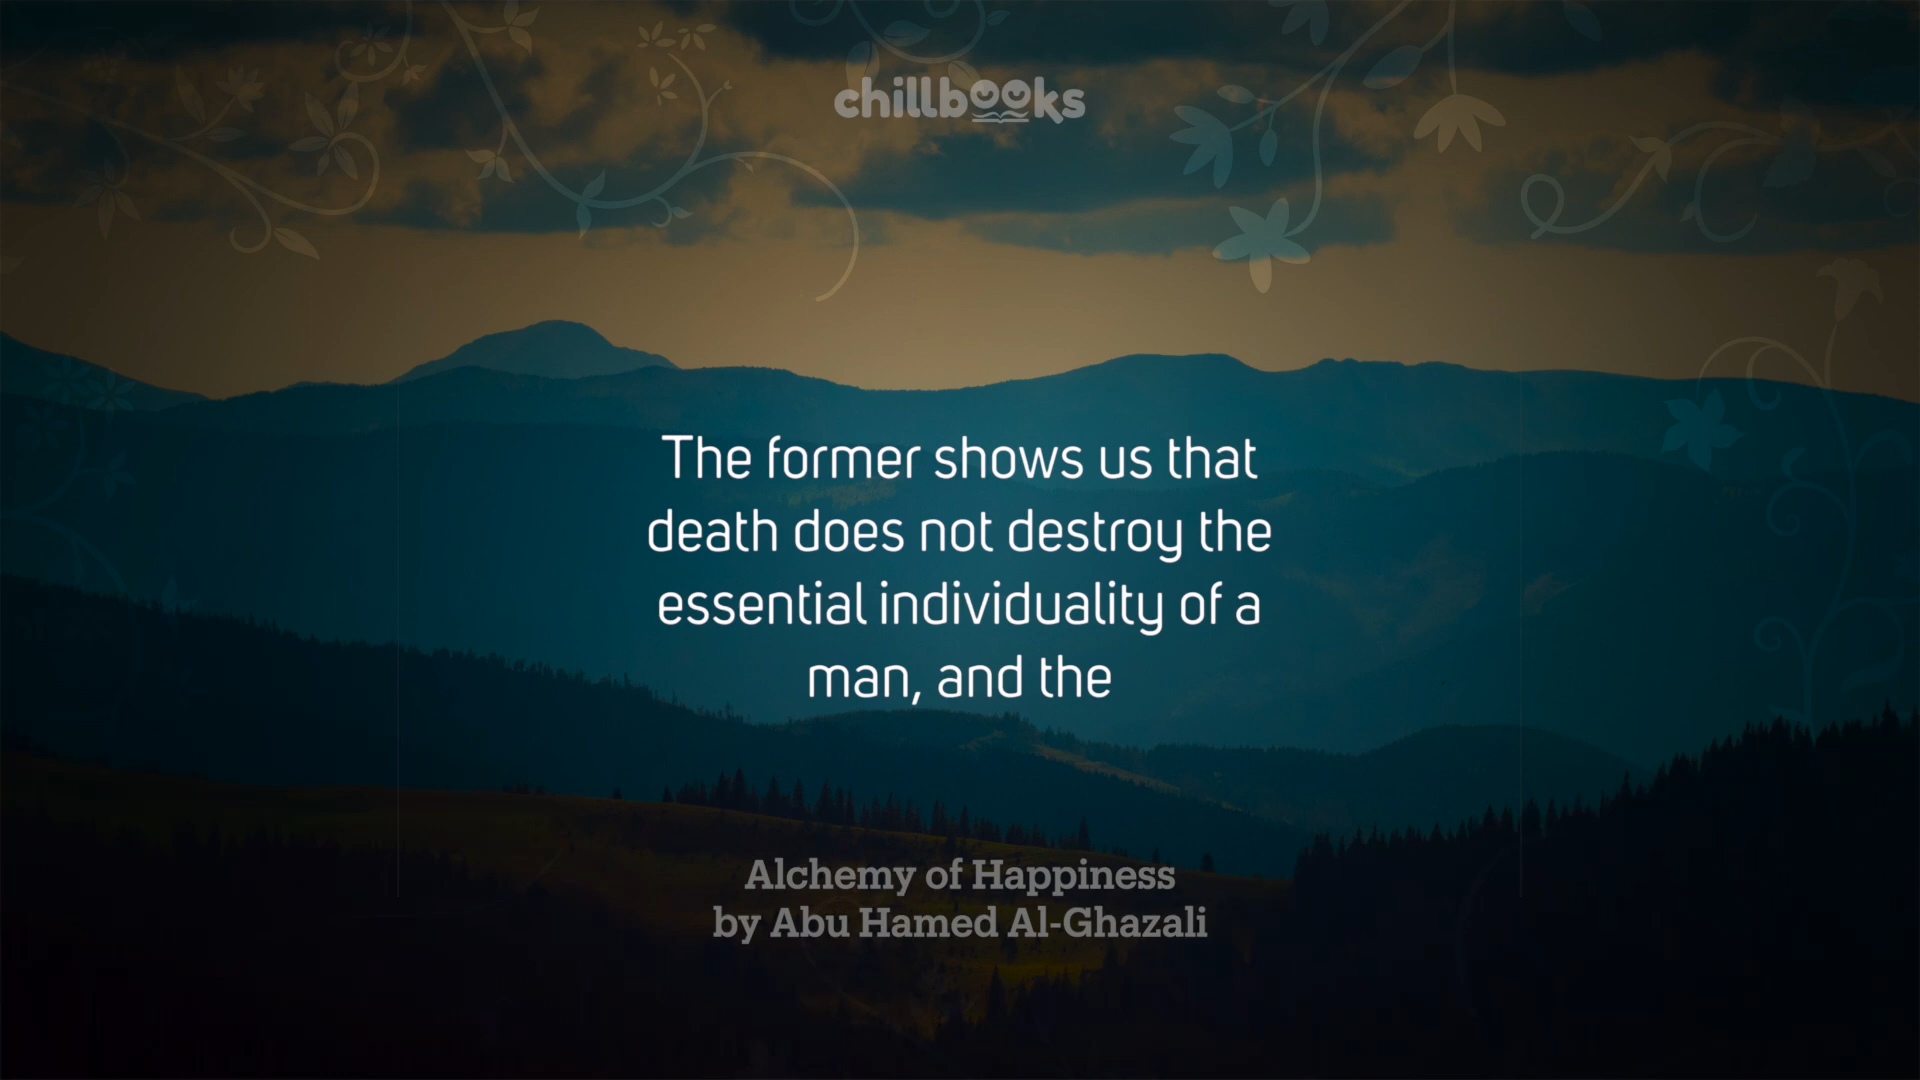 chillbooks
The former shows us that
death does not destroy the
essential individuality of a
man, and the
Alchemy of Happiness
by Abu Hamed Al-Ghazali